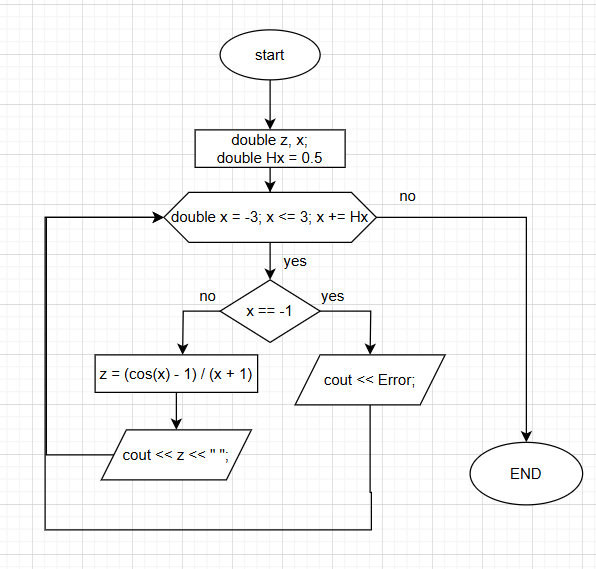 start
double z, x;
double Hx = 0.5
no
double x = -3; x <= 3; x += Hx
yes
no
yes
x == -1
z = (cos(x) - 1) / (x + 1)
cout << Error;
cout << z << " ";
END